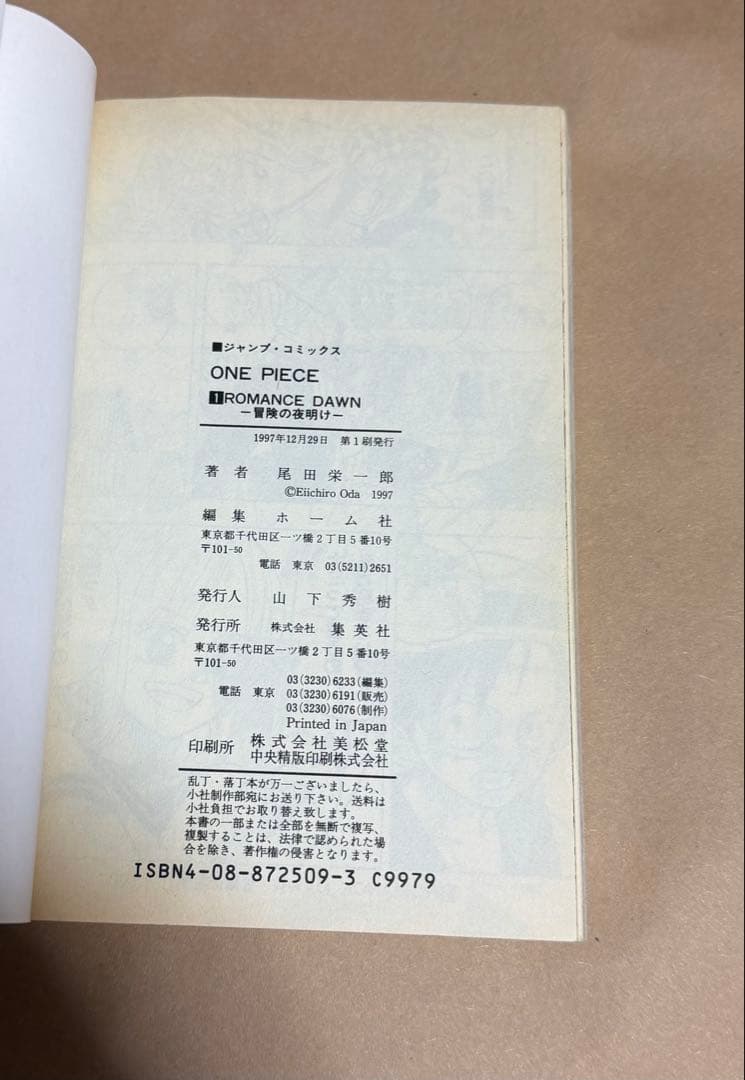 ■ジャンプ・コミックス
ONE PIECE
1 ROMANCE DAWN
―冒険の夜明け―
1997年12月29日 第1刷発行
著者 尾田栄一郎
©Eiichiro Oda 1997
編集 ホーム社
東京都千代田区一ツ橋2丁目5番10号
〒101-50
電話 東京 03(5211)2651
発行人 山下秀樹
発行所 株式会社 集英社
東京都千代田区一ツ橋2丁目5番10号
〒101-50
03(3230)6233(編集)
電話 東京 03(3230)6191(販売)
03(3230)6076(制作)
Printed in Japan
印刷所 株式会社美松堂
中央精版印刷株式会社
乱丁・落丁本が万一ございましたら、
小社制作部宛にお送り下さい。送料は
小社負担でお取り替え致します。
本書の一部または全部を無断で複写、
複製することは、法律で認められた場
合を除き、著作権の侵害となります。
ISBN4-08-872509-3 C9979